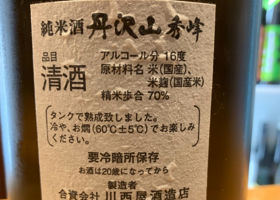 純米酒 丹沢山 秀峰
品目
清酒
アルコール分 16度
原材料名 米(国産)、
米麹(国産米)
精米歩合 70%
タンクで熟成致しました。
冷や、お燗(60℃±5℃)でお楽しみ
ください。
要冷暗所保存
お酒は20歳になってから
製造者
合資会社 川西屋酒造店